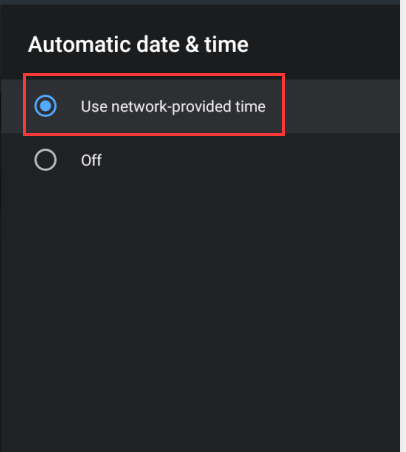 Automatic date & time
Use network-provided time
Off